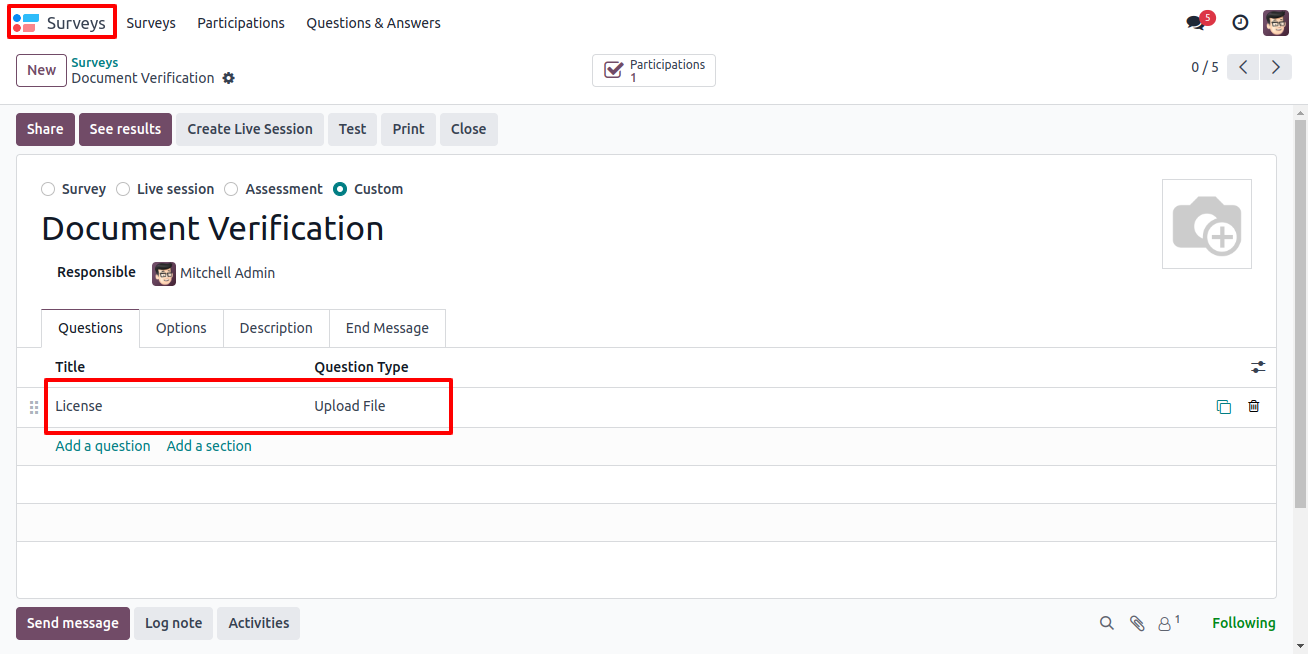 Surveys Surveys Participations Questions & Answers 5
New Surveys Participations
Document Verification 1 0 / 5
Share See results Create Live Session Test Print Close
Survey Live session Assessment Custom
Document Verification
Responsible Mitchell Admin
Questions Options Description End Message
Title Question Type
License Upload File
Add a question Add a section
Send message Log note Activities 1 Following